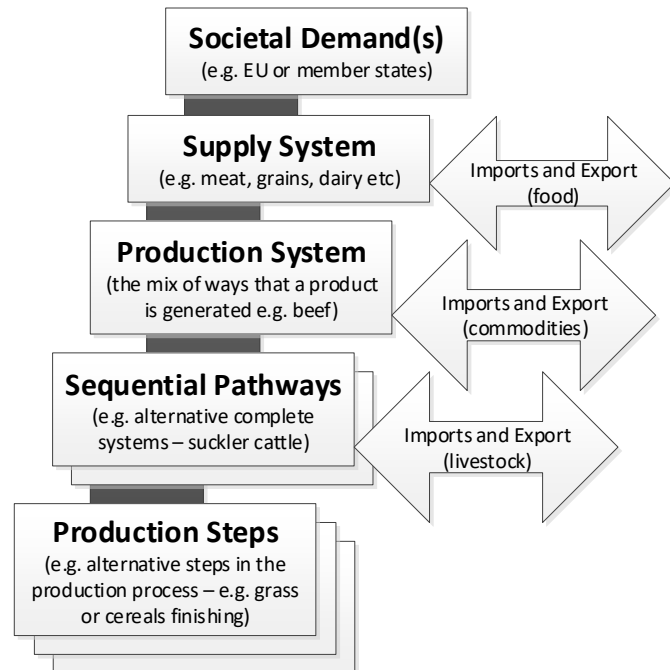 Societal Demand(s)
(e.g. EU or member states)
Supply System
(e.g. meat, grains, dairy etc)
Imports and Export
(food)
Production System
(the mix of ways that a product
is generated e.g. beef)
Imports and Export
(commodities)
Sequential Pathways
(e.g. alternative complete
systems – suckler cattle)
Imports and Export
(livestock)
Production Steps
(e.g. alternative steps in the
production process – e.g. grass
or cereals finishing)